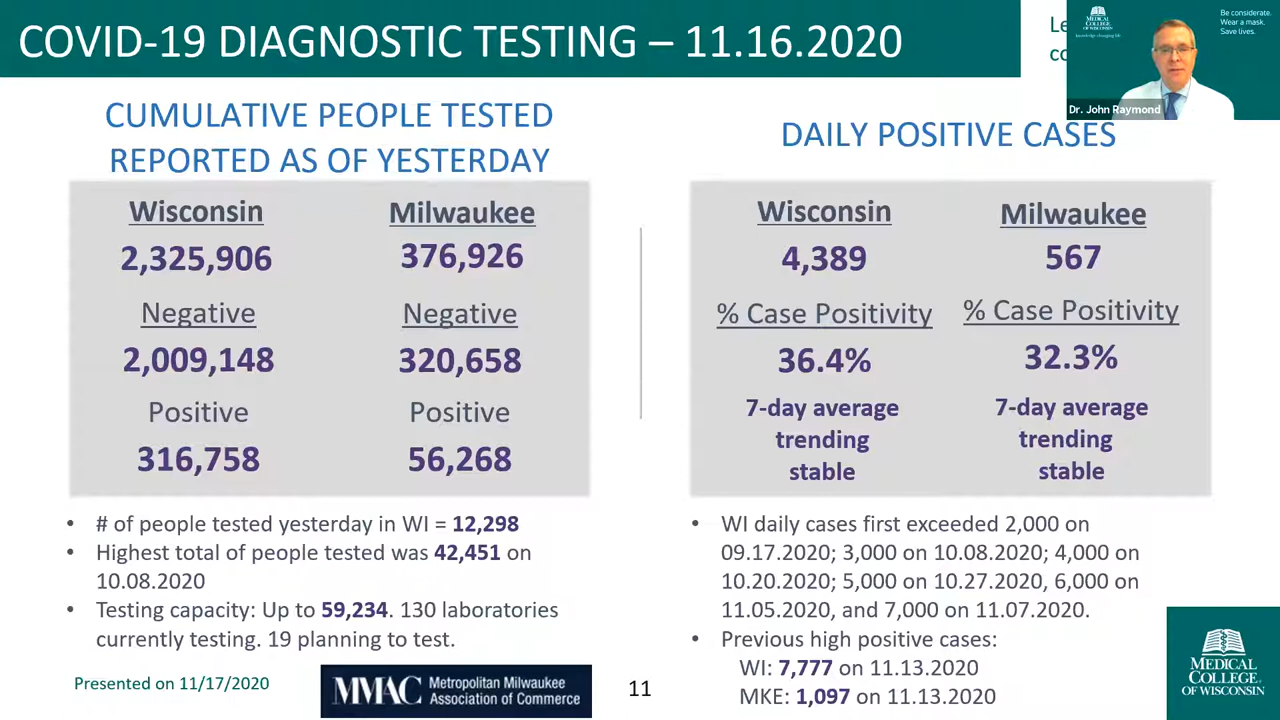 COVID-19 DIAGNOSTIC TESTING – 11.16.2020
Le
co
MEDICAL
COLLEGE
OF WISCONSIN
knowledge changing life
Be considerate.
Wear a mask.
Save lives.
Dr. John Raymond
CUMULATIVE PEOPLE TESTED
REPORTED AS OF YESTERDAY
Wisconsin
Milwaukee
2,325,906
376,926
Negative
Negative
2,009,148
320,658
Positive
Positive
316,758
56,268
• # of people tested yesterday in WI = 12,298
• Highest total of people tested was 42,451 on
10.08.2020
• Testing capacity: Up to 59,234. 130 laboratories
currently testing. 19 planning to test.
DAILY POSITIVE CASES
Wisconsin
Milwaukee
4,389
567
% Case Positivity
% Case Positivity
36.4%
32.3%
7-day average
trending
stable
7-day average
trending
stable
• WI daily cases first exceeded 2,000 on
09.17.2020; 3,000 on 10.08.2020; 4,000 on
10.20.2020; 5,000 on 10.27.2020, 6,000 on
11.05.2020, and 7,000 on 11.07.2020.
• Previous high positive cases:
WI: 7,777 on 11.13.2020
MKE: 1,097 on 11.13.2020
Presented on 11/17/2020
MMAC Metropolitan Milwaukee
Association of Commerce
11
MEDICAL
COLLEGE
OF WISCONSIN